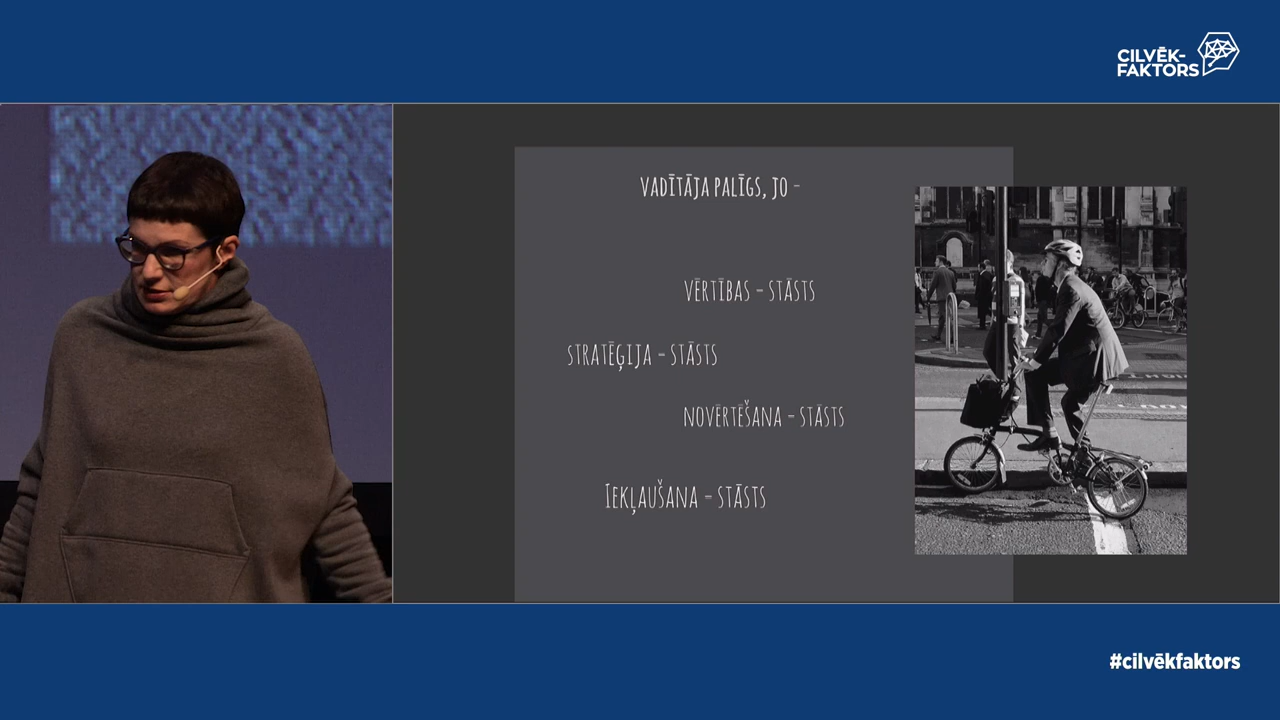 CILVĒK-
FAKTORS
VADĪTĀJA PALĪGS, JO -
VĒRTĪBAS - STĀSTS
STRATĒĢIJA - STĀSTS
NOVĒRTĒŠANA - STĀSTS
IEKĻAUŠANA - STĀSTS
#cilvēkfaktors